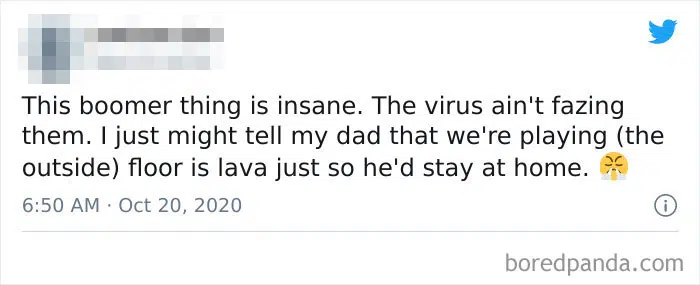 This boomer thing is insane. The virus ain't fazing
them. I just might tell my dad that we're playing (the
outside) floor is lava just so he'd stay at home. 😤
6:50 AM · Oct 20, 2020
boredpanda.com